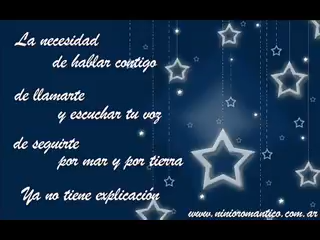 La necesidad
de hablar contigo
de llamarte
y escuchar tu voz
de seguirte
por mar y por tierra
Ya no tiene explicación
www.ninioromantico.com.ar